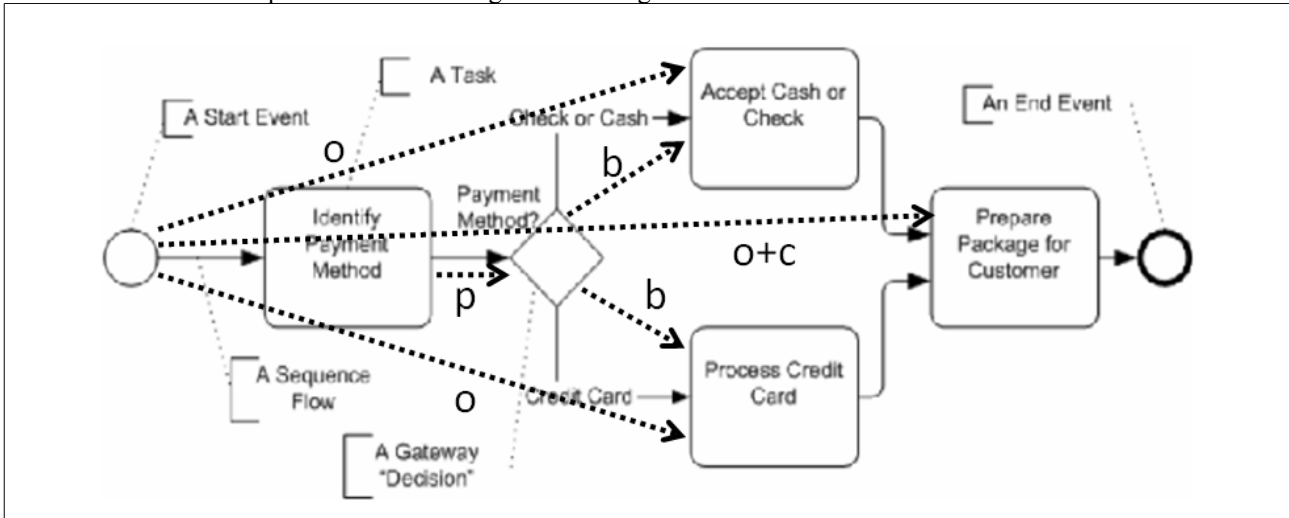 A Task
A Start Event
Check or Cash
Accept Cash or
Check
An End Event
o
b
Identify
Payment
Method
Payment
Method?
Prepare
Package for
Customer
o+c
p
b
A Sequence
Flow
o
Credit Card
Process Credit
Card
A Gateway
"Decision"